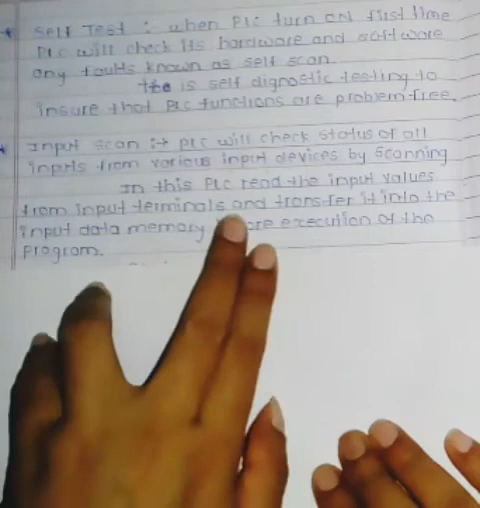 * Self Test : when PLC turn ON first time
PLC will check its hardware and software
any faults known as self scan.
the is self dignostic testing to
insure that PLC functions are problem-free.
* Input scan :→ PLC will check status of all
inputs from various input devices by scanning
In this PLC read the input values
from input terminals and transfer it into the
input data memory execution of the
program.